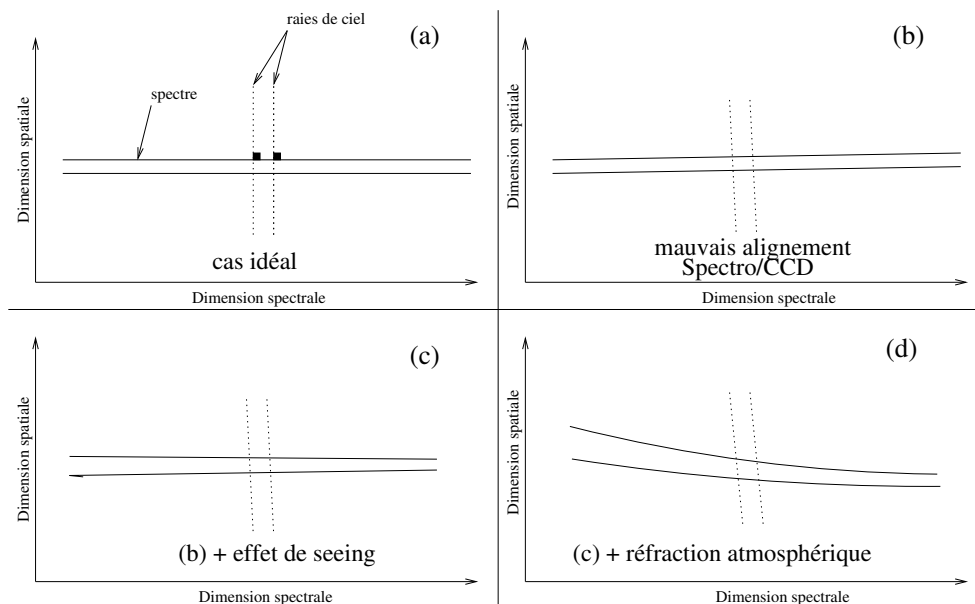 (a)
raies de ciel
spectre
cas idéal
Dimension spatiale
Dimension spectrale
(b)
mauvais alignement
Spectro/CCD
Dimension spatiale
Dimension spectrale
(c)
(b) + effet de seeing
Dimension spatiale
Dimension spectrale
(d)
(c) + réfraction atmosphérique
Dimension spatiale
Dimension spectrale